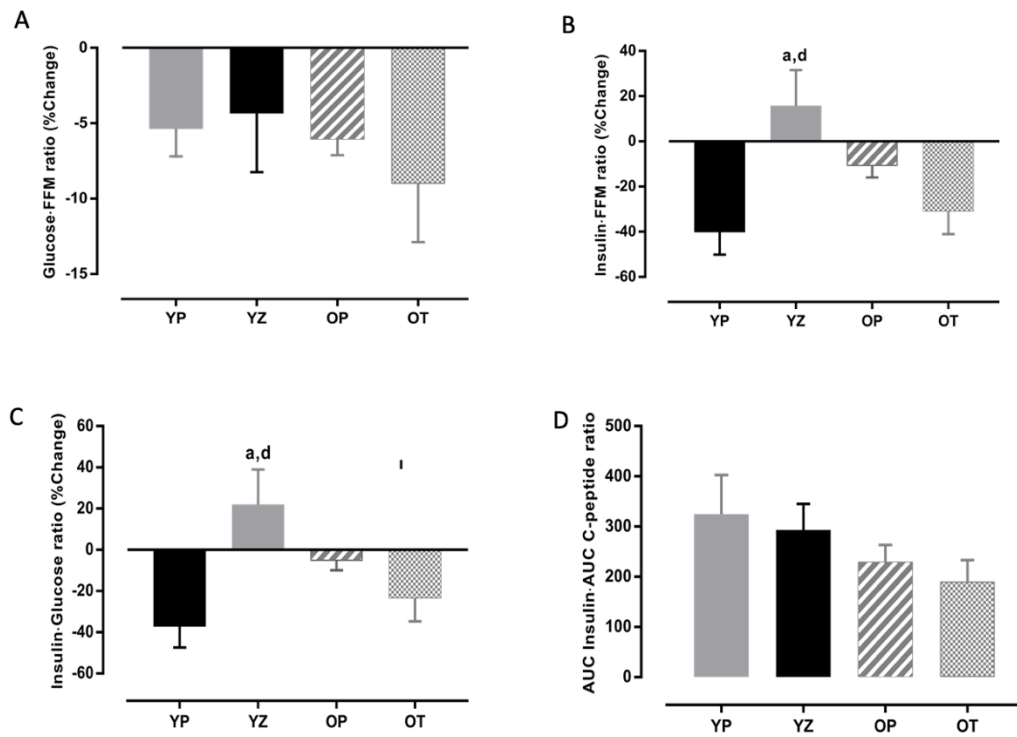 A
Glucose·FFM ratio (%Change)
0
-5
-10
-15
YP YZ OP OT
B
Insulin·FFM ratio (%Change)
40
20
0
-20
-40
-60
a,d
YP YZ OP OT
C
Insulin·Glucose ratio (%Change)
60
40
20
0
-20
-40
-60
a,d
YP YZ OP OT
D
AUC Insulin·AUC C-peptide ratio
500
400
300
200
100
0
YP YZ OP OT